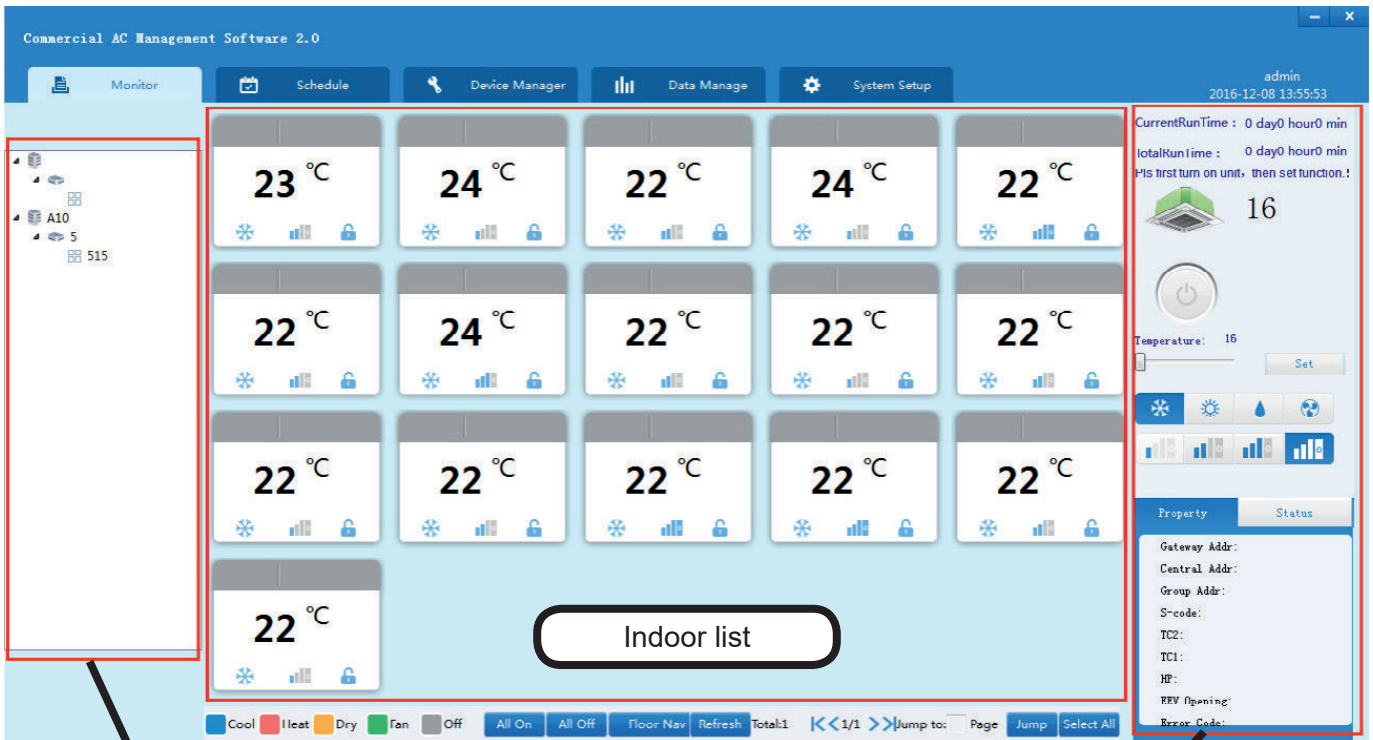 Commercial AC Management Software 2.0
Monitor Schedule Device Manager Data Manage System Setup
admin
2016-12-08 13:55:53
A10
5
515
23 ℃ 24 ℃ 22 ℃ 24 ℃ 22 ℃
22 ℃ 24 ℃ 22 ℃ 22 ℃ 22 ℃
22 ℃ 22 ℃ 22 ℃ 22 ℃ 22 ℃
22 ℃
Indoor list
CurrentRunTime : 0 day0 hour0 min
TotalRunTime : 0 day0 hour0 min
Pls first turn on unit, then set function.!
16
Temperature: 16
Set
Property Status
Gateway Addr:
Central Addr:
Group Addr:
S-code:
TC2:
TC1:
HP:
EEV Opening:
Error Code:
Cool Heat Dry Fan Off All On All Off Floor Nav Refresh Total:1 1/1 Jump to: Page Jump Select All